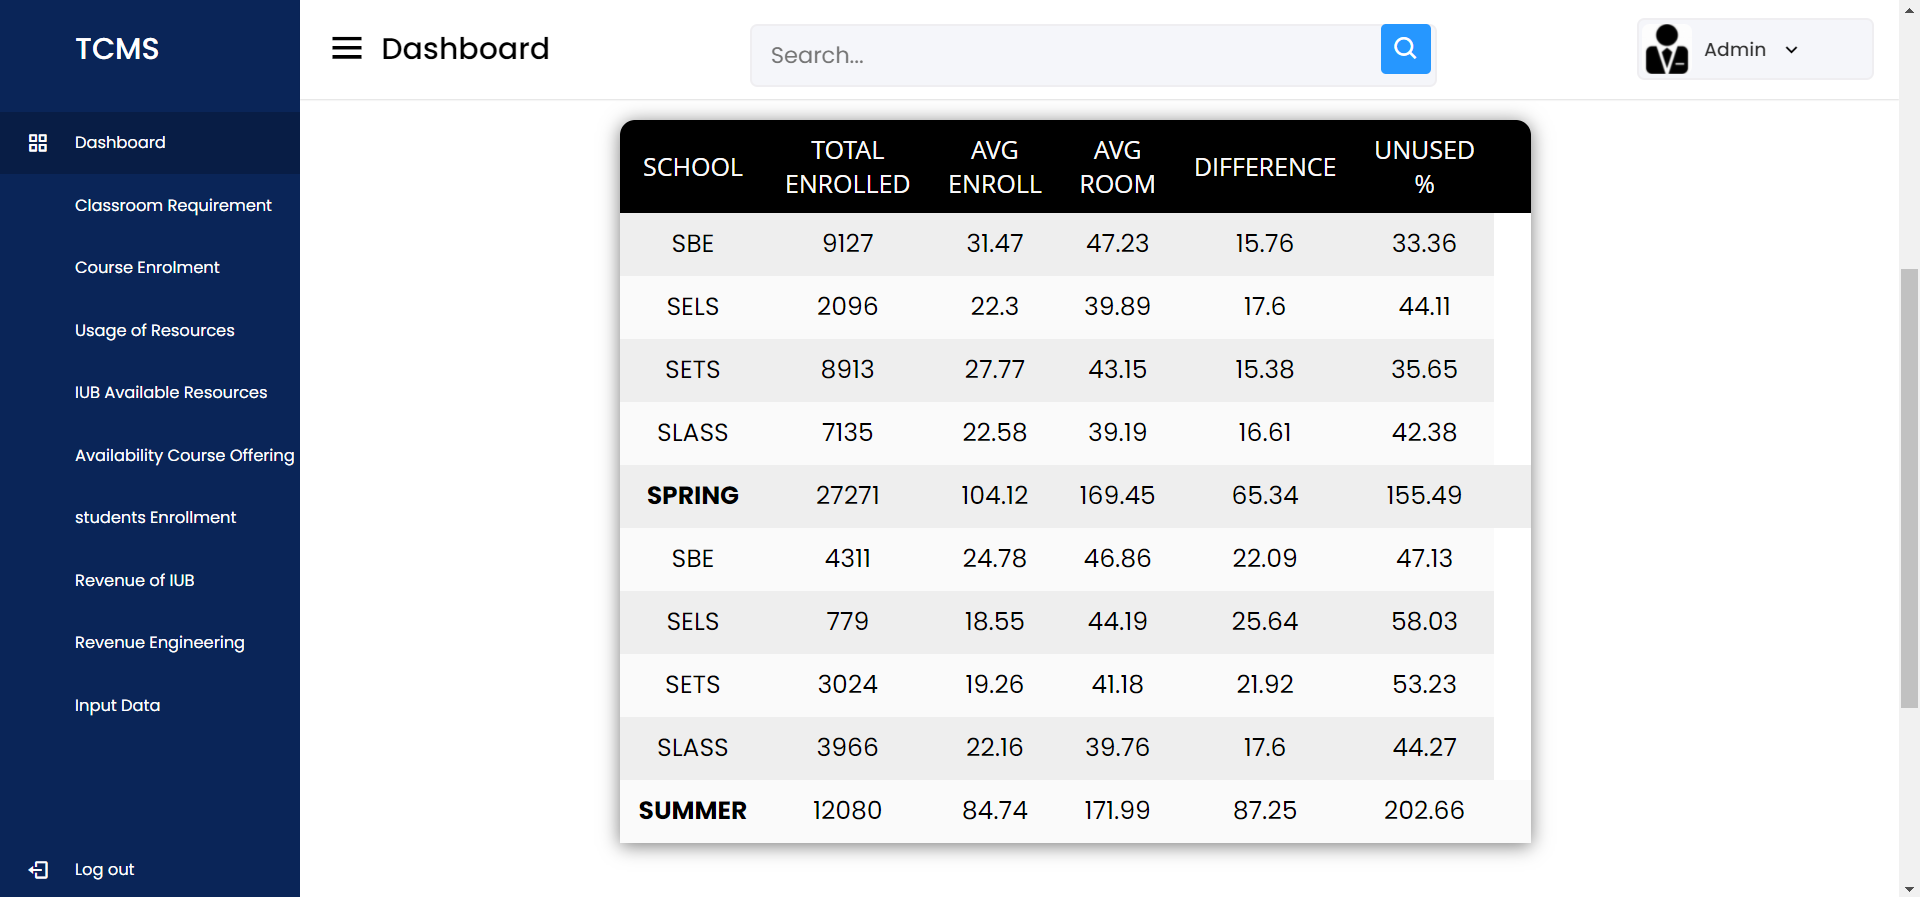 TCMS
Dashboard
Search...
Admin
Dashboard
Classroom Requirement
Course Enrolment
Usage of Resources
IUB Available Resources
Availability Course Offering
students Enrollment
Revenue of IUB
Revenue Engineering
Input Data
Log out
SCHOOL TOTAL ENROLLED AVG ENROLL AVG ROOM DIFFERENCE UNUSED %
SBE 9127 31.47 47.23 15.76 33.36
SELS 2096 22.3 39.89 17.6 44.11
SETS 8913 27.77 43.15 15.38 35.65
SLASS 7135 22.58 39.19 16.61 42.38
SPRING 27271 104.12 169.45 65.34 155.49
SBE 4311 24.78 46.86 22.09 47.13
SELS 779 18.55 44.19 25.64 58.03
SETS 3024 19.26 41.18 21.92 53.23
SLASS 3966 22.16 39.76 17.6 44.27
SUMMER 12080 84.74 171.99 87.25 202.66